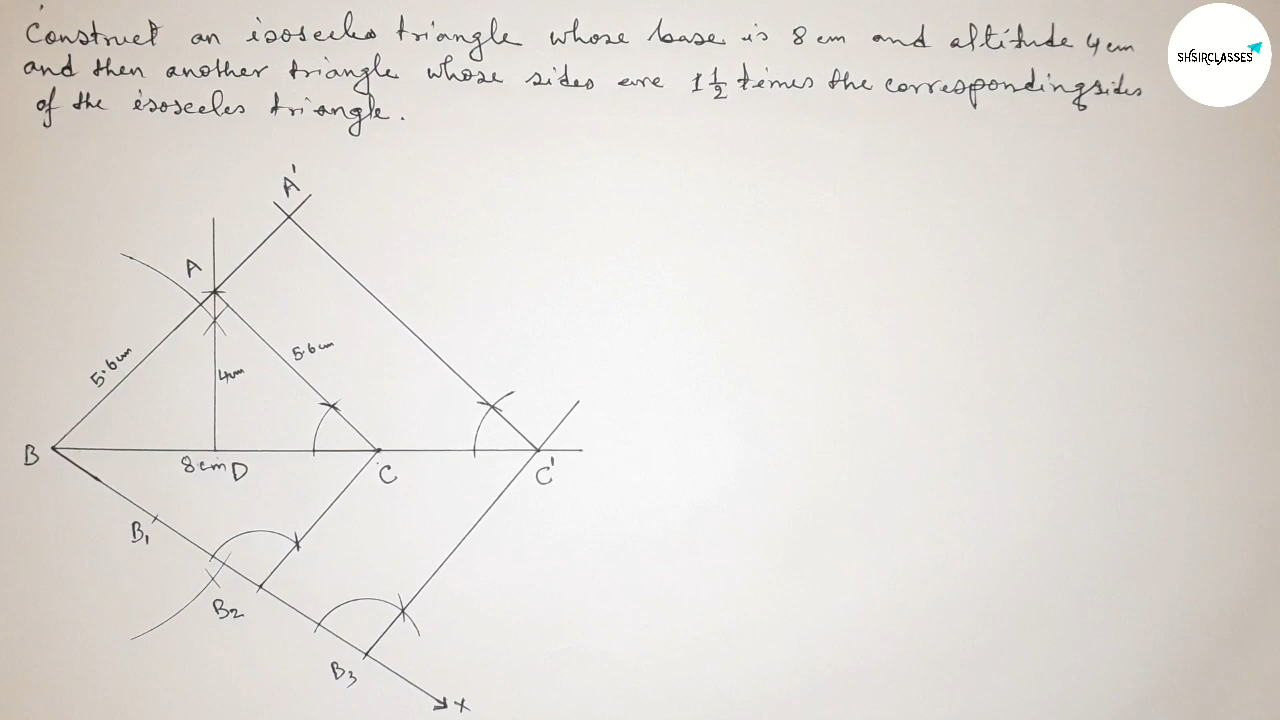 Construct an isosceles triangle whose base is 8 cm and altitude 4 cm
and then another triangle whose sides are 1 1/2 times the corresponding sides
of the isosceles triangle.
SHSIRCLASSES
A'
A
5.6cm
5.6cm
4cm
B
8cm D
C
C'
B1
B2
B3
X